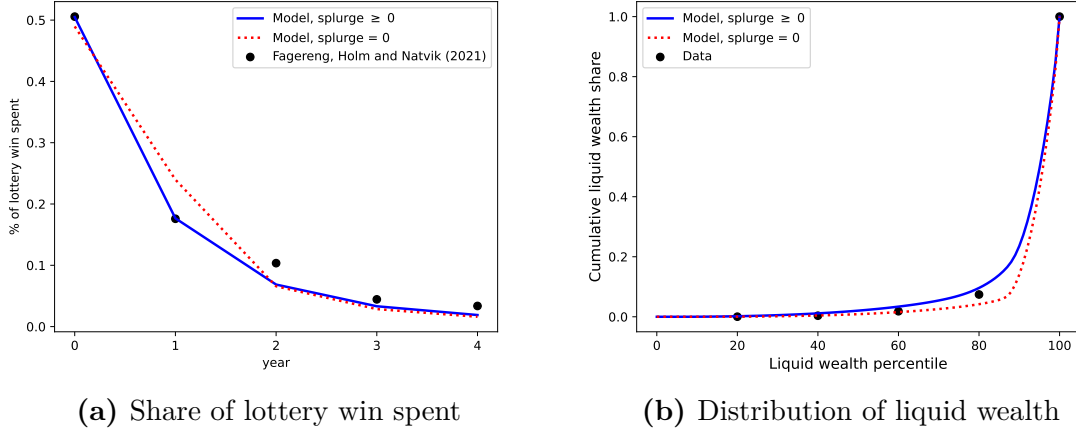 0.5
0.4
0.3
0.2
0.1
0.0
% of lottery win spent
0
1
2
3
4
year
Model, splurge ≥ 0
Model, splurge = 0
Fagereng, Holm and Natvik (2021)
(a) Share of lottery win spent
1.0
0.8
0.6
0.4
0.2
0.0
Cumulative liquid wealth share
0
20
40
60
80
100
Liquid wealth percentile
Model, splurge ≥ 0
Model, splurge = 0
Data
(b) Distribution of liquid wealth